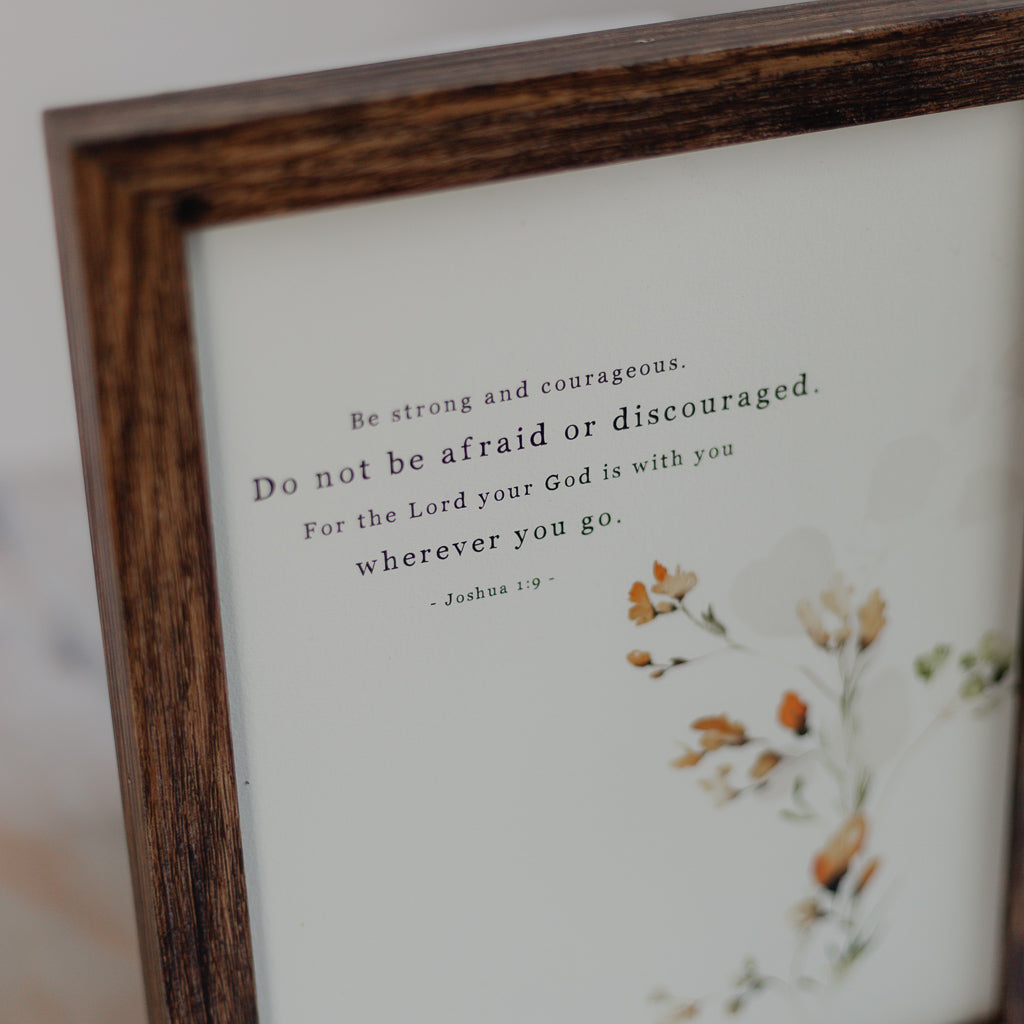 Be strong and courageous.
Do not be afraid or discouraged.
For the Lord your God is with you
wherever you go.
- Joshua 1:9 -